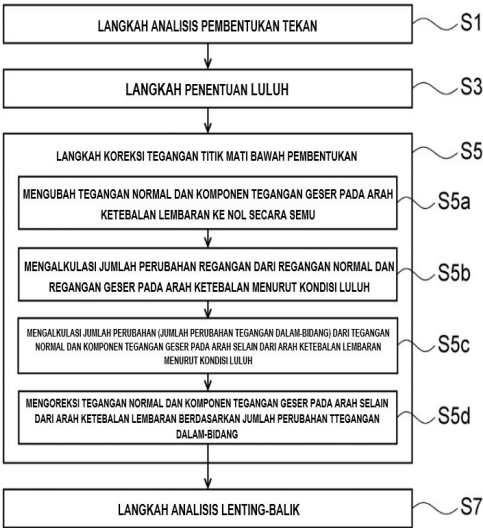 LANGKAH ANALISIS PEMBENTUKAN TEKAN
S1
LANGKAH PENENTUAN LULUH
S3
LANGKAH KOREKSI TEGANGAN TITIK MATI BAWAH PEMBENTUKAN
S5
MENGUBAH TEGANGAN NORMAL DAN KOMPONEN TEGANGAN GESER PADA ARAH
KETEBALAN LEMBARAN KE NOL SECARA SEMU
S5a
MENGALKULASI JUMLAH PERUBAHAN REGANGAN DARI REGANGAN NORMAL DAN
REGANGAN GESER PADA ARAH KETEBALAN MENURUT KONDISI LULUH
S5b
MENGALKULASI JUMLAH PERUBAHAN (JUMLAH PERUBAHAN TEGANGAN DALAM-BIDANG) DARI TEGANGAN
NORMAL DAN KOMPONEN TEGANGAN GESER PADA ARAH SELAIN DARI ARAH KETEBALAN LEMBARAN
MENURUT KONDISI LULUH
S5c
MENGOREKSI TEGANGAN NORMAL DAN KOMPONEN TEGANGAN GESER PADA ARAH SELAIN
DARI ARAH KETEBALAN LEMBARAN BERDASARKAN JUMLAH PERUBAHAN TTEGANGAN
DALAM-BIDANG
S5d
LANGKAH ANALISIS LENTING-BALIK
S7